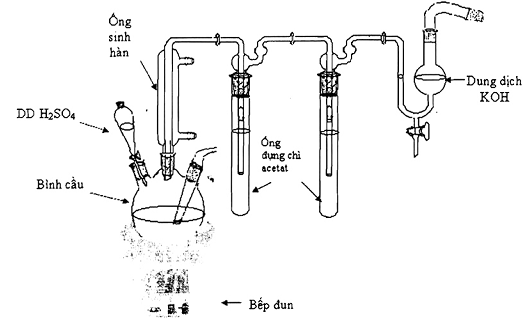 Ống
sinh
hàn
DD H₂SO₄
Bình cầu
Ống
đựng chì
acetat
Dung dịch
KOH
Bếp đun